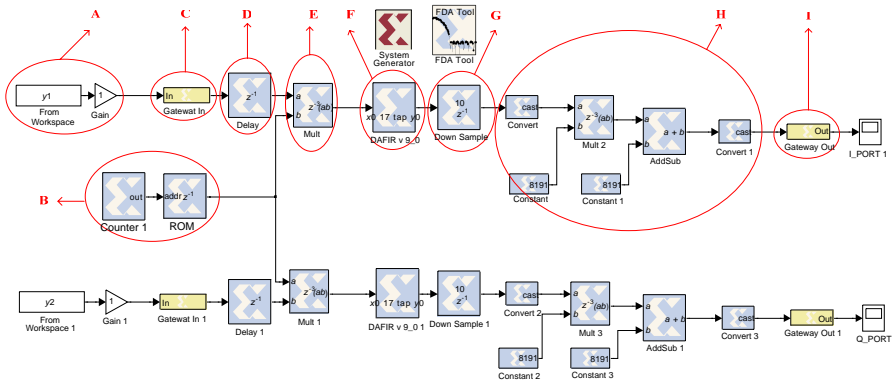 A
C
D
E
F
G
H
I
System
Generator
FDA Tool
FDA Tool
y1
From
Workspace
1
Gain
In
Gatewat In
z-1
Delay
a
b
z-3(ab)
Mult
x0 17 tap y0
DAFIR v 9_0
10
z-1
Down Sample
cast
Convert
a
b
z-3(ab)
Mult 2
8191
Constant
a
b
a + b
AddSub
8191
Constant 1
cast
Convert 1
Out
Gateway Out
I_PORT 1
B
out
Counter 1
addr z-1
ROM
y2
From
Workspace 1
1
Gain 1
In
Gatewat In 1
z-1
Delay 1
a
b
z-3(ab)
Mult 1
x0 17 tap y0
DAFIR v 9_0 1
10
z-1
Down Sample 1
cast
Convert 2
a
b
z-3(ab)
Mult 3
8191
Constant 2
a
b
a + b
AddSub 1
8191
Constant 3
cast
Convert 3
Out
Gateway Out 1
Q_PORT